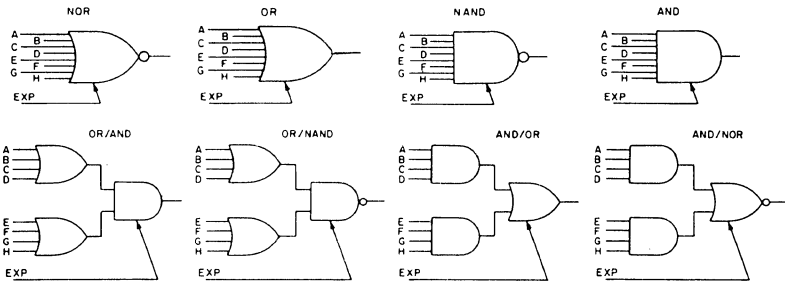 NOR OR NAND AND
A A A A
B B B B
C C C C
D D D D
E E E E
F F F F
G G G G
H H H H
EXP EXP EXP EXP
OR/AND OR/NAND AND/OR AND/NOR
A A A A
B B B B
C C C C
D D D D
E E E E
F F F F
G G G G
H H H H
EXP EXP EXP EXP